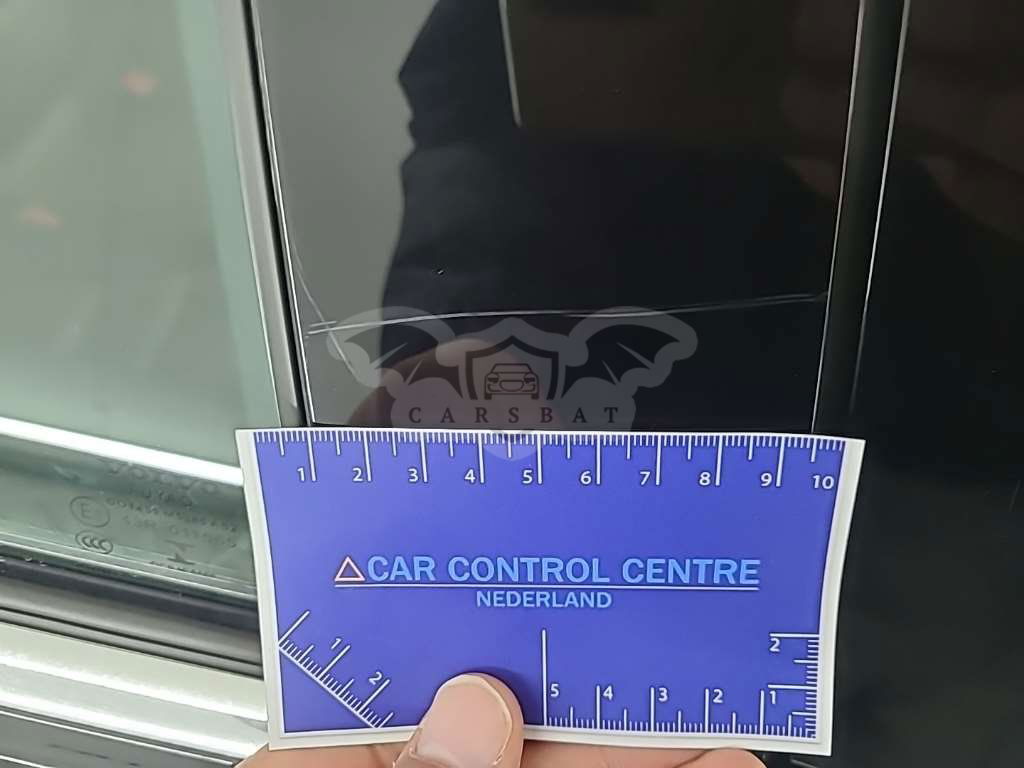 CARSBAT
1 2 3 4 5 6 7 8 9 10
CAR CONTROL CENTRE
NEDERLAND
1 2
5 4 3 2 1
2
E
CCC